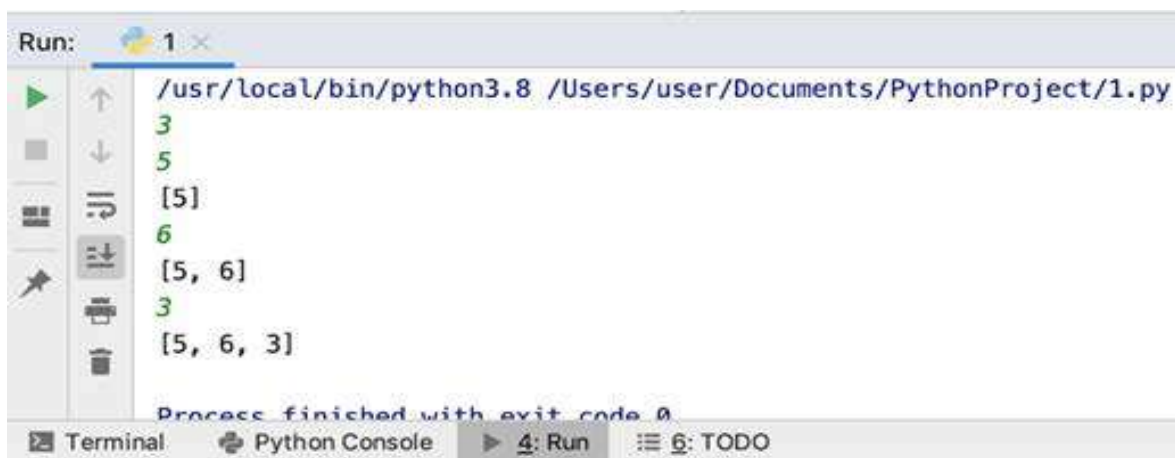 Run: 1
/usr/local/bin/python3.8 /Users/user/Documents/PythonProject/1.py
3
5
[5]
6
[5, 6]
3
[5, 6, 3]
Process finished with exit code 0
Terminal Python Console 4: Run 6: TODO